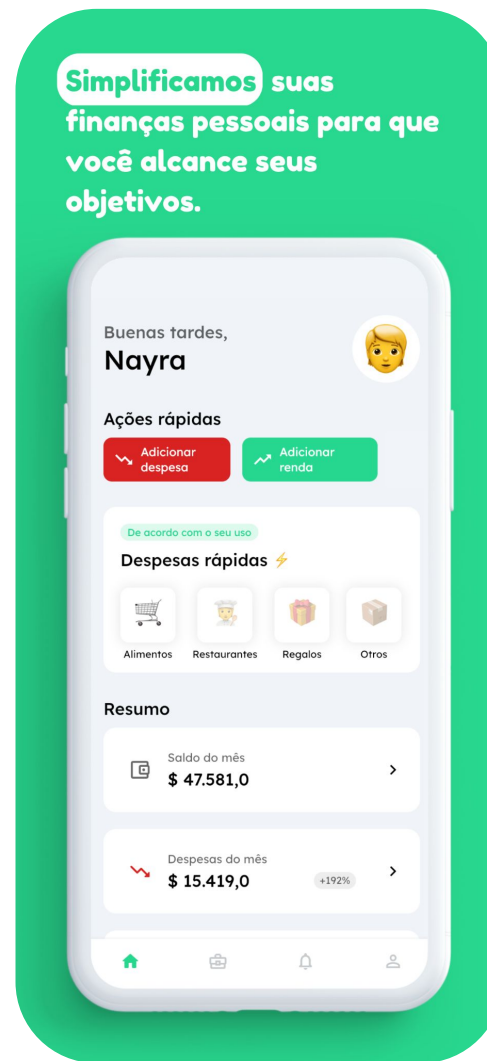 Simplificamos suas
finanças pessoais para que
você alcance seus
objetivos.
Buenas tardes,
Nayra
Ações rápidas
Adicionar
despesa
Adicionar
renda
De acordo com o seu uso
Despesas rápidas ⚡
Alimentos Restaurantes Regalos Otros
Resumo
Saldo do mês
$ 47.581,0
Despesas do mês
$ 15.419,0 +192%